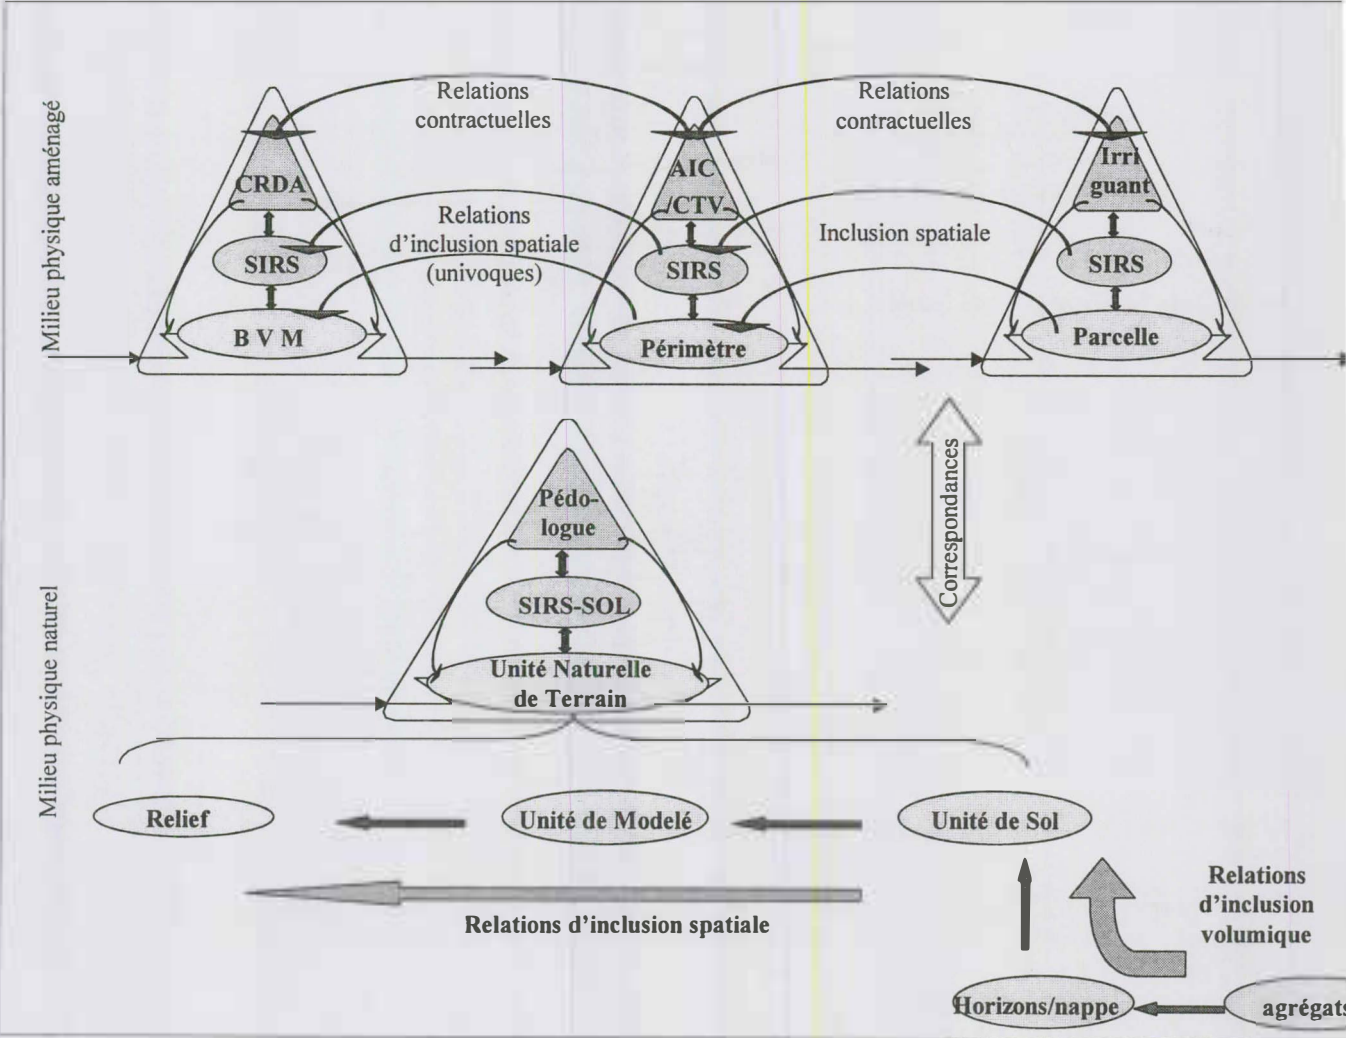 Milieu physique aménagé
Relations
contractuelles
Relations
contractuelles
CRDA
AIC
/CTV
Irri
guant
Relations
d'inclusion spatiale
(univoques)
Inclusion spatiale
SIRS
SIRS
SIRS
B V M
Périmètre
Parcelle
Correspondances
Milieu physique naturel
Pédo-
logue
SIRS-SOL
Unité Naturelle
de Terrain
Relief
Unité de Modelé
Unité de Sol
Relations d'inclusion spatiale
Relations
d'inclusion
volumique
Horizons/nappe
agrégats